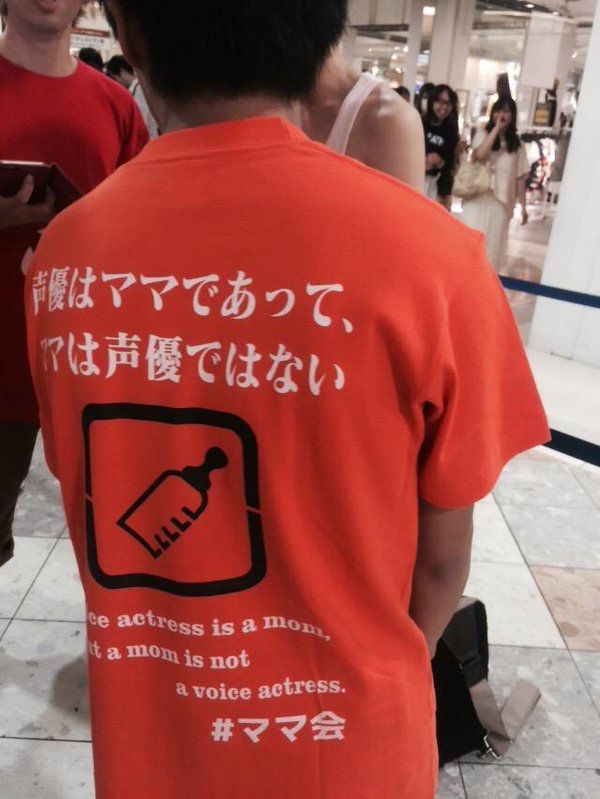 声優はママであって、
ママは声優ではない
ce actress is a mom,
t a mom is not
a voice actress.
#ママ会